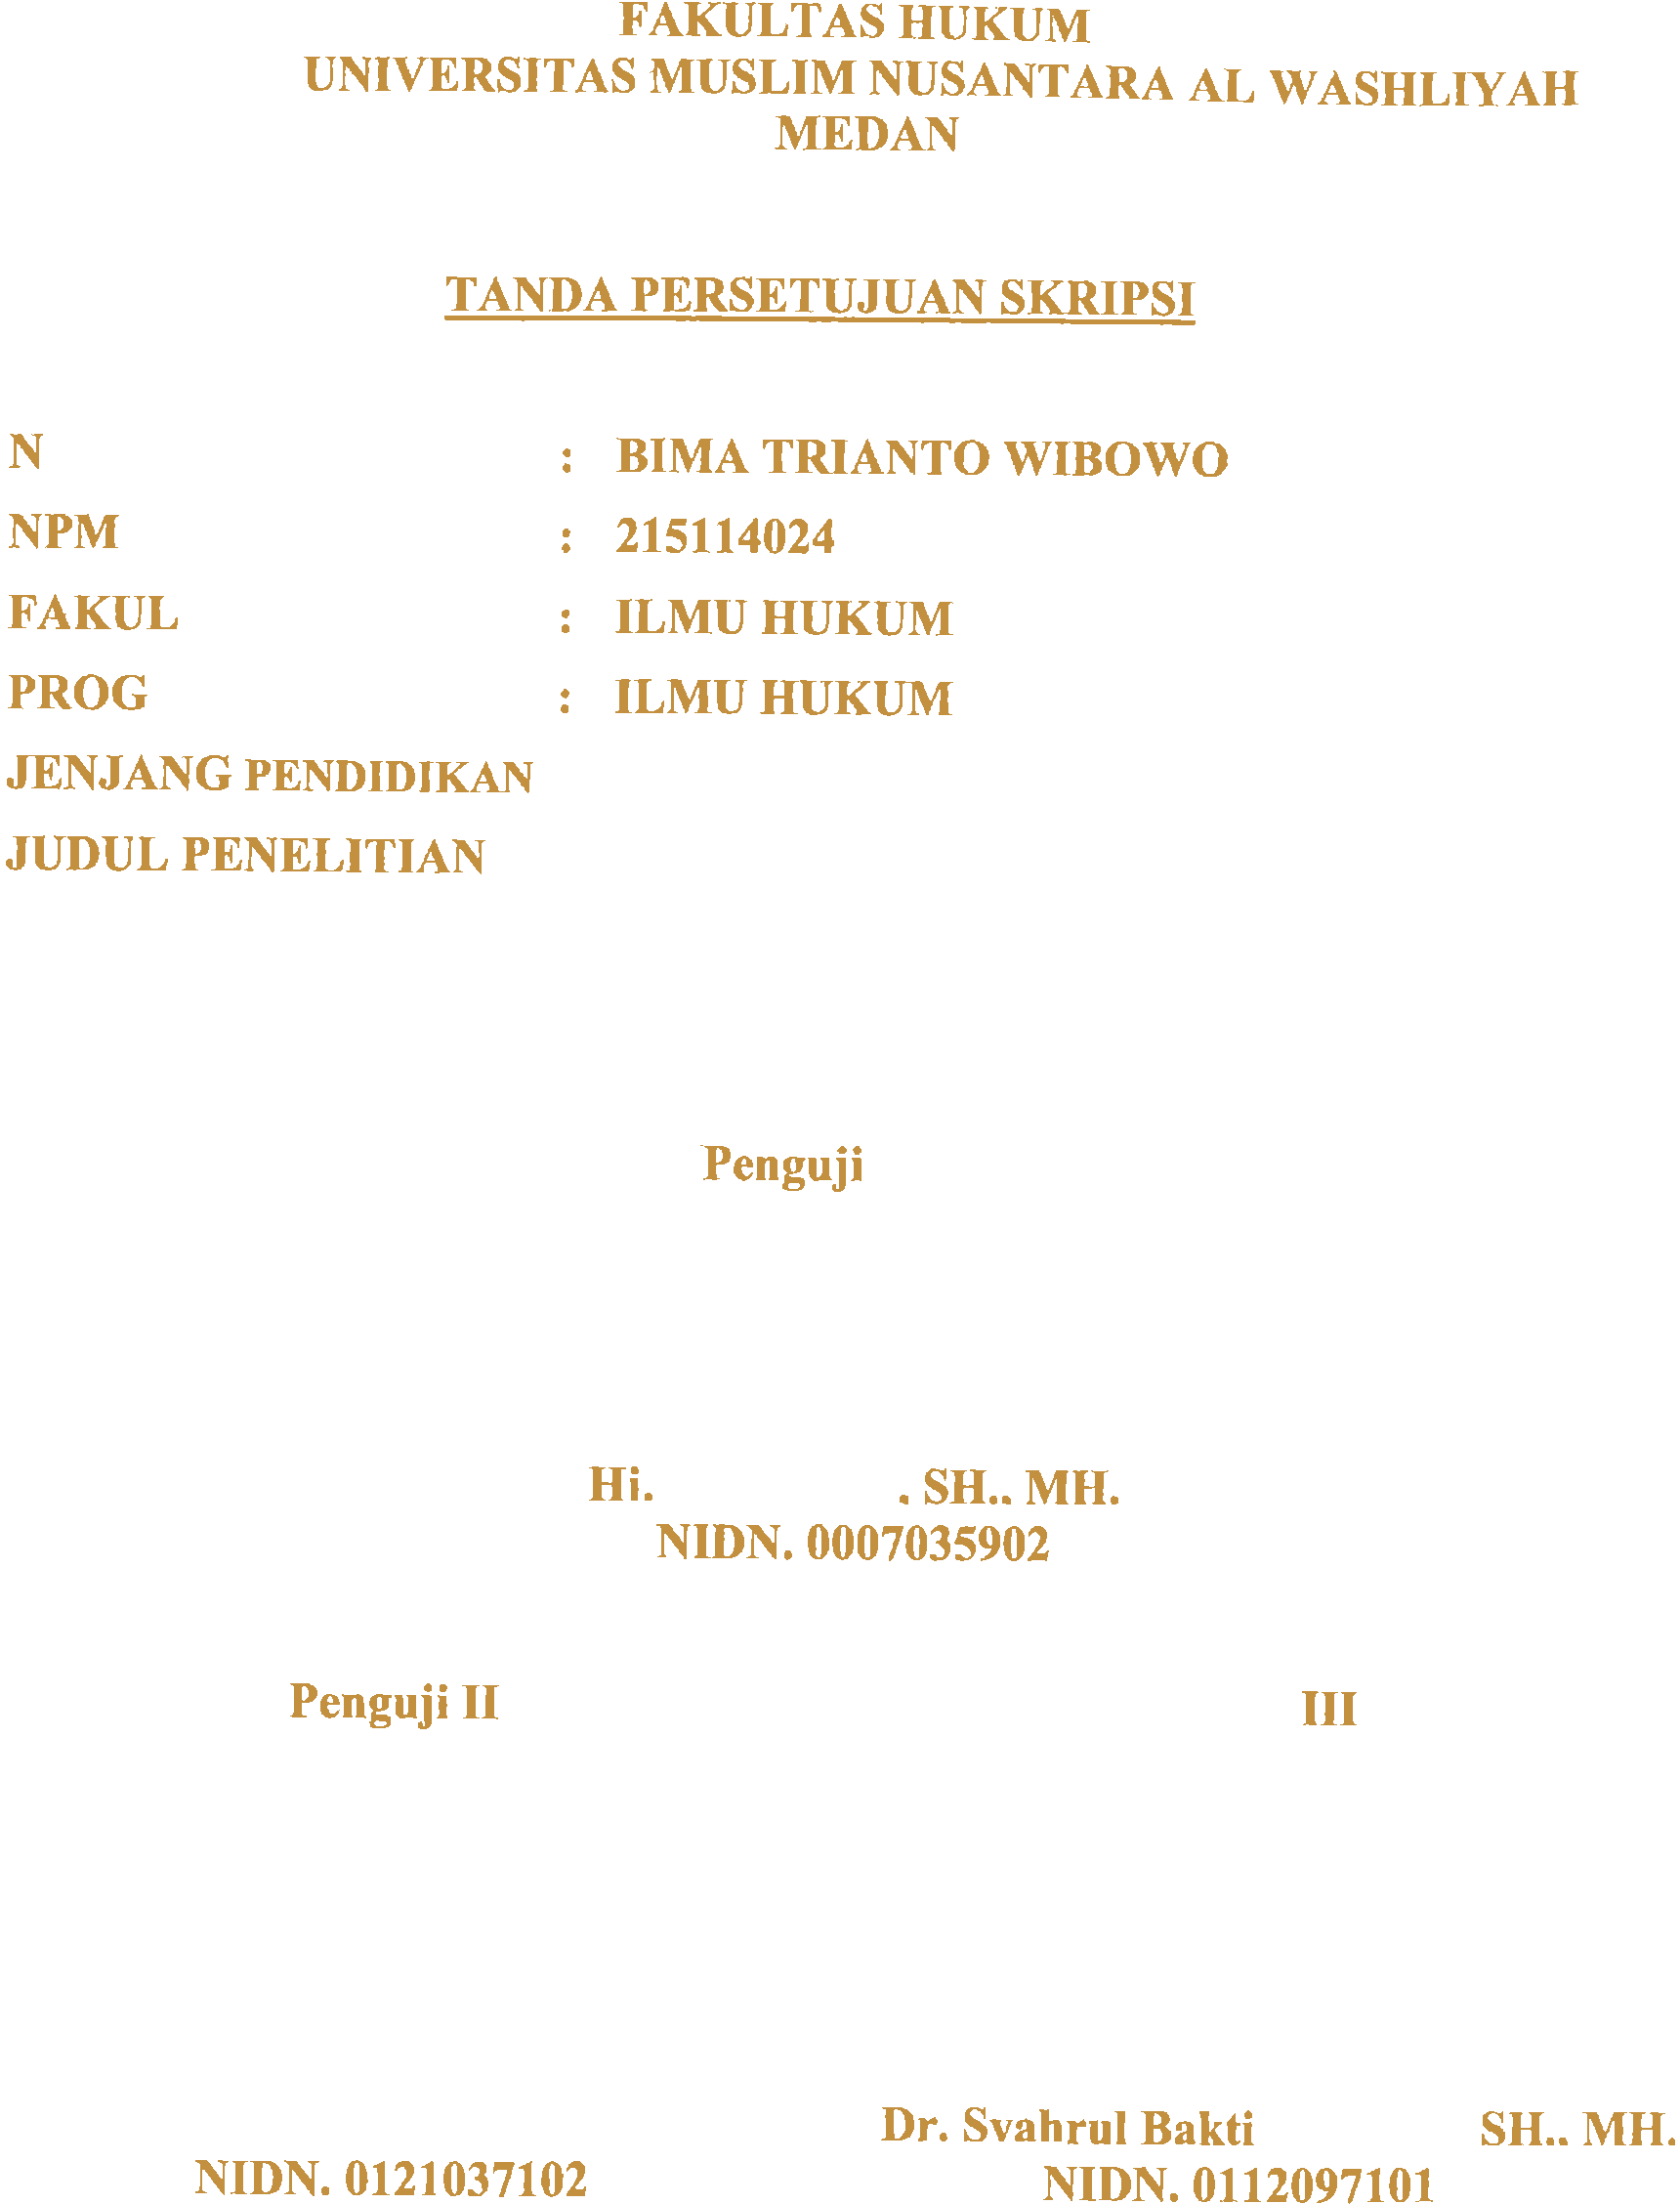 FAKULTAS HUKUM
UNIVERSITAS MUSLIM NUSANTARA AL WASHLIYAH
MEDAN
TANDA PERSETUJUAN SKRIPSI
N : BIMA TRIANTO WIBOWO
NPM : 215114024
FAKUL : ILMU HUKUM
PROG : ILMU HUKUM
JENJANG PENDIDIKAN
JUDUL PENELITIAN
Penguji
Hi. . SH.. MH.
NIDN. 0007035902
Penguji II III
Dr. Svahrul Bakti SH.. MH.
NIDN. 0121037102 NIDN. 0112097101